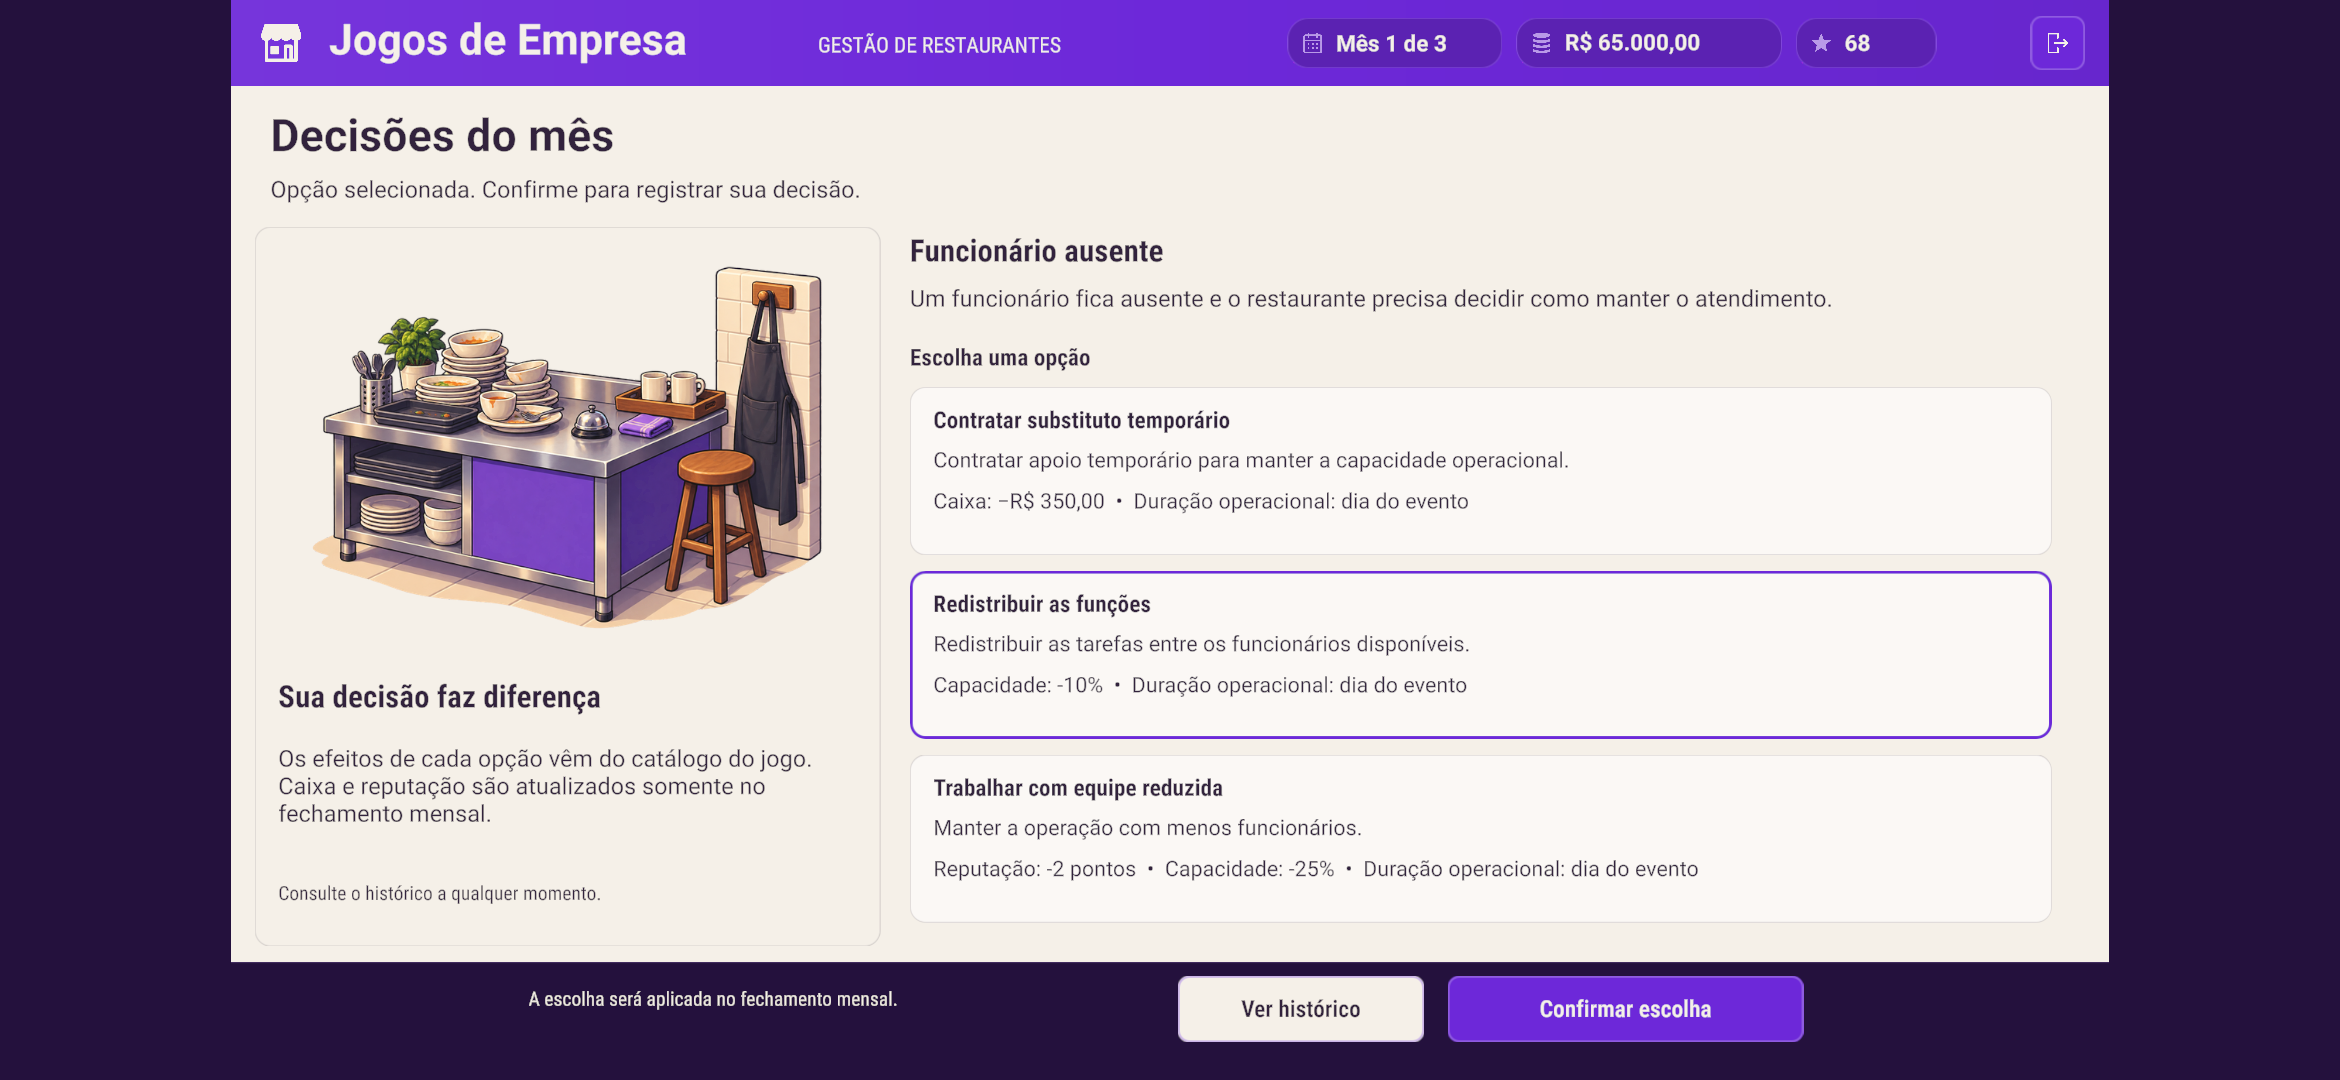 Jogos de Empresa
GESTÃO DE RESTAURANTES
Mês 1 de 3
R$ 65.000,00
68
Decisões do mês
Opção selecionada. Confirme para registrar sua decisão.
Sua decisão faz diferença
Os efeitos de cada opção vêm do catálogo do jogo.
Caixa e reputação são atualizados somente no
fechamento mensal.
Consulte o histórico a qualquer momento.
Funcionário ausente
Um funcionário fica ausente e o restaurante precisa decidir como manter o atendimento.
Escolha uma opção
Contratar substituto temporário
Contratar apoio temporário para manter a capacidade operacional.
Caixa: −R$ 350,00 • Duração operacional: dia do evento
Redistribuir as funções
Redistribuir as tarefas entre os funcionários disponíveis.
Capacidade: -10% • Duração operacional: dia do evento
Trabalhar com equipe reduzida
Manter a operação com menos funcionários.
Reputação: -2 pontos • Capacidade: -25% • Duração operacional: dia do evento
A escolha será aplicada no fechamento mensal.
Ver histórico
Confirmar escolha